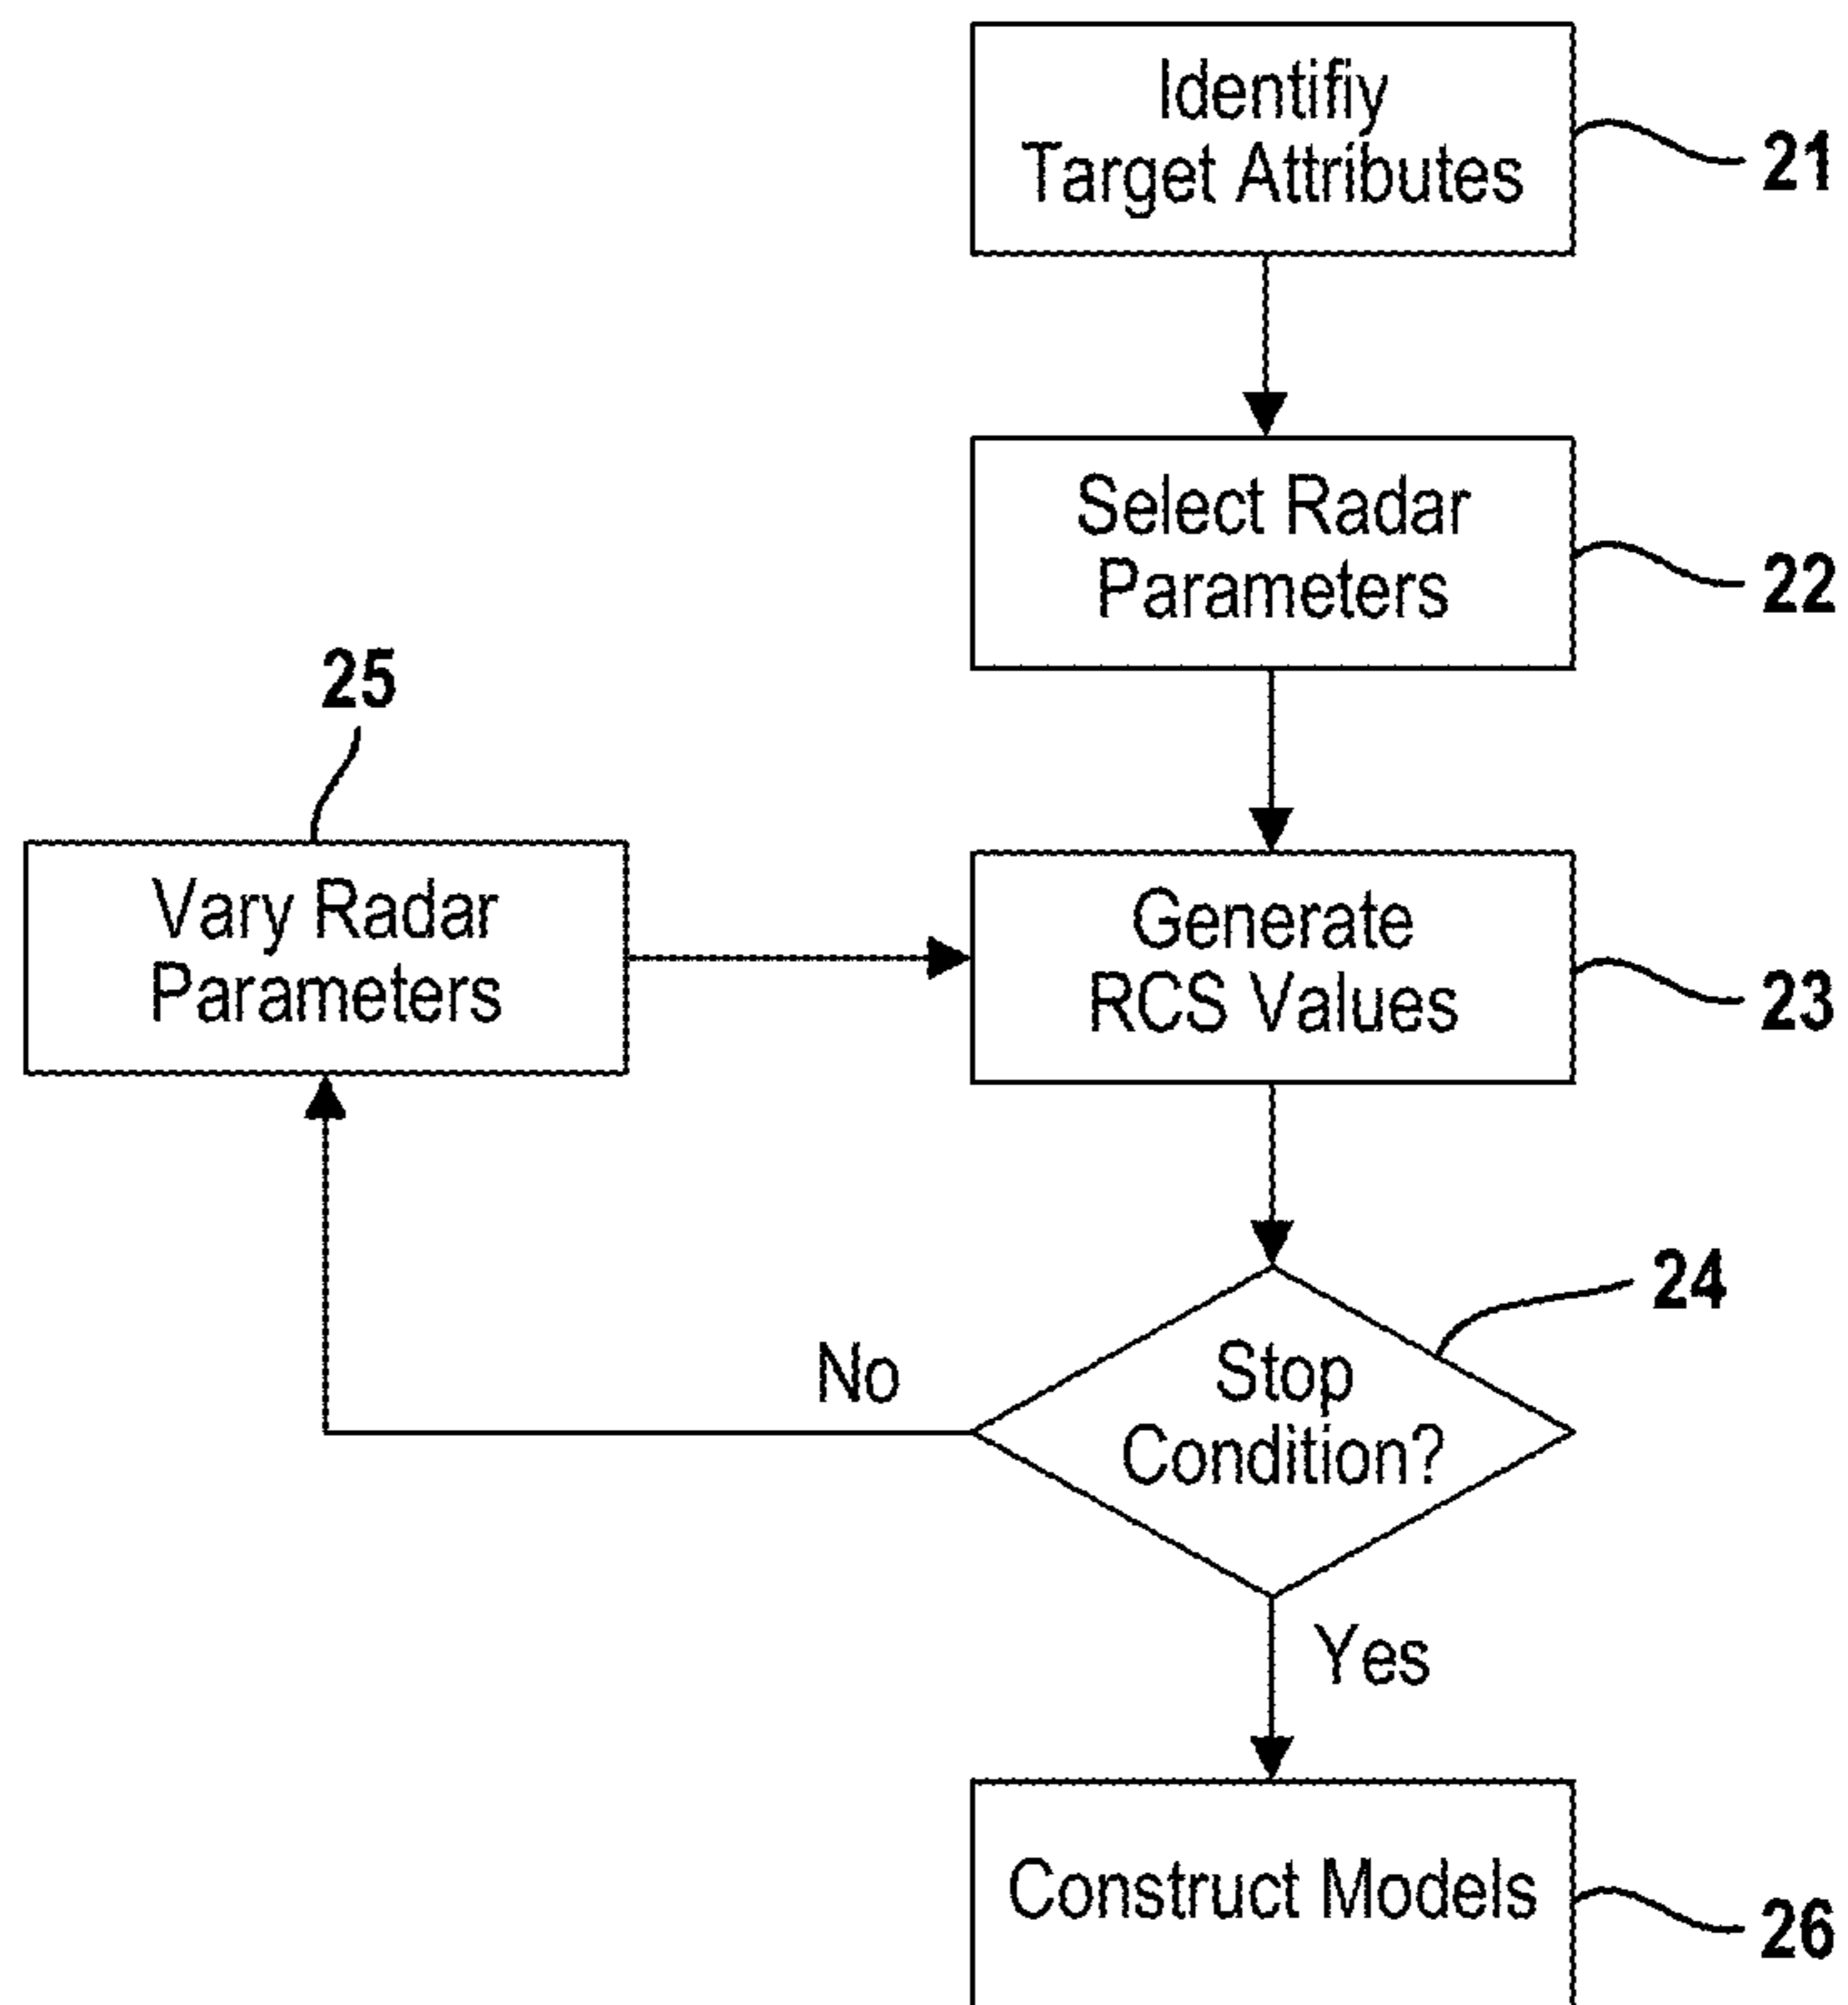 Identifiy
Target Attributes
21
Select Radar
Parameters
22
25
Vary Radar
Parameters
Generate
RCS Values
23
24
No
Stop
Condition?
Yes
Construct Models
26